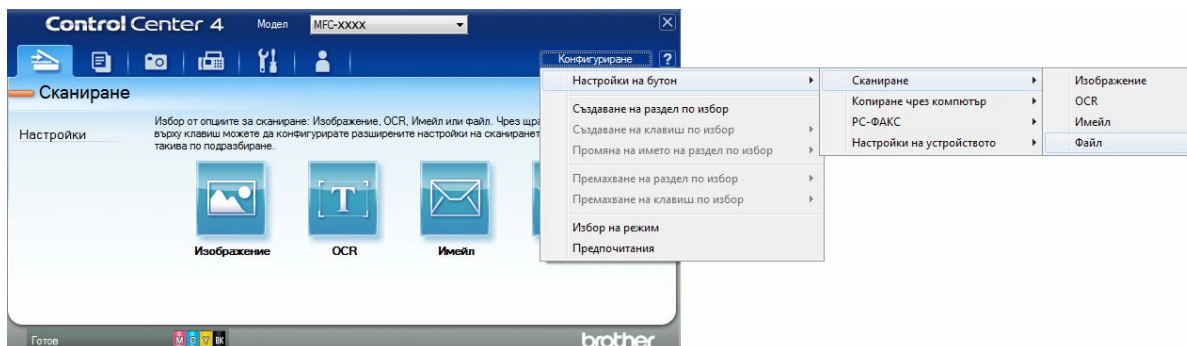 Control Center 4
Модел
MFC-XXXX
Конфигуриране
?
Сканиране
Настройки
Избор от опциите за сканиране: Изображение, OCR, Имейл или файл. Чрез
върху клавиш можете да конфигурирате разширените настройки на
такива по подразбиране.
T
Изображение
OCR
Имейл
Настройки на бутон
Създаване на раздел по избор
Създаване на клавиш по избор
Промяна на името на раздел по избор
Премахване на раздел по избор
Премахване на клавиш по избор
Избор на режим
Предпочитания
Сканиране
Копиране чрез компютър
PC-ФАКС
Настройки на устройството
Изображение
OCR
Имейл
Файл
Готов
M C Y BK
brother